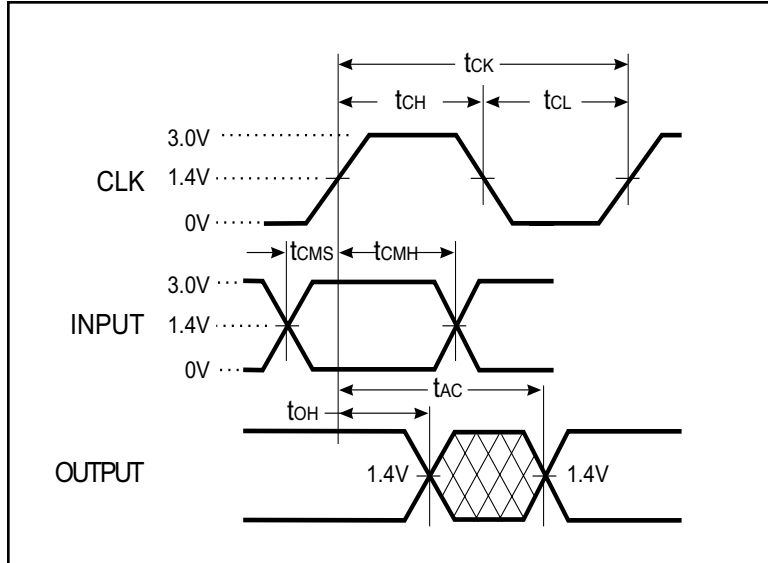 tCK
tCH tCL
3.0V
CLK 1.4V
0V
tCMS tCMH
3.0V
INPUT 1.4V
0V
tAC
tOH
OUTPUT 1.4V 1.4V